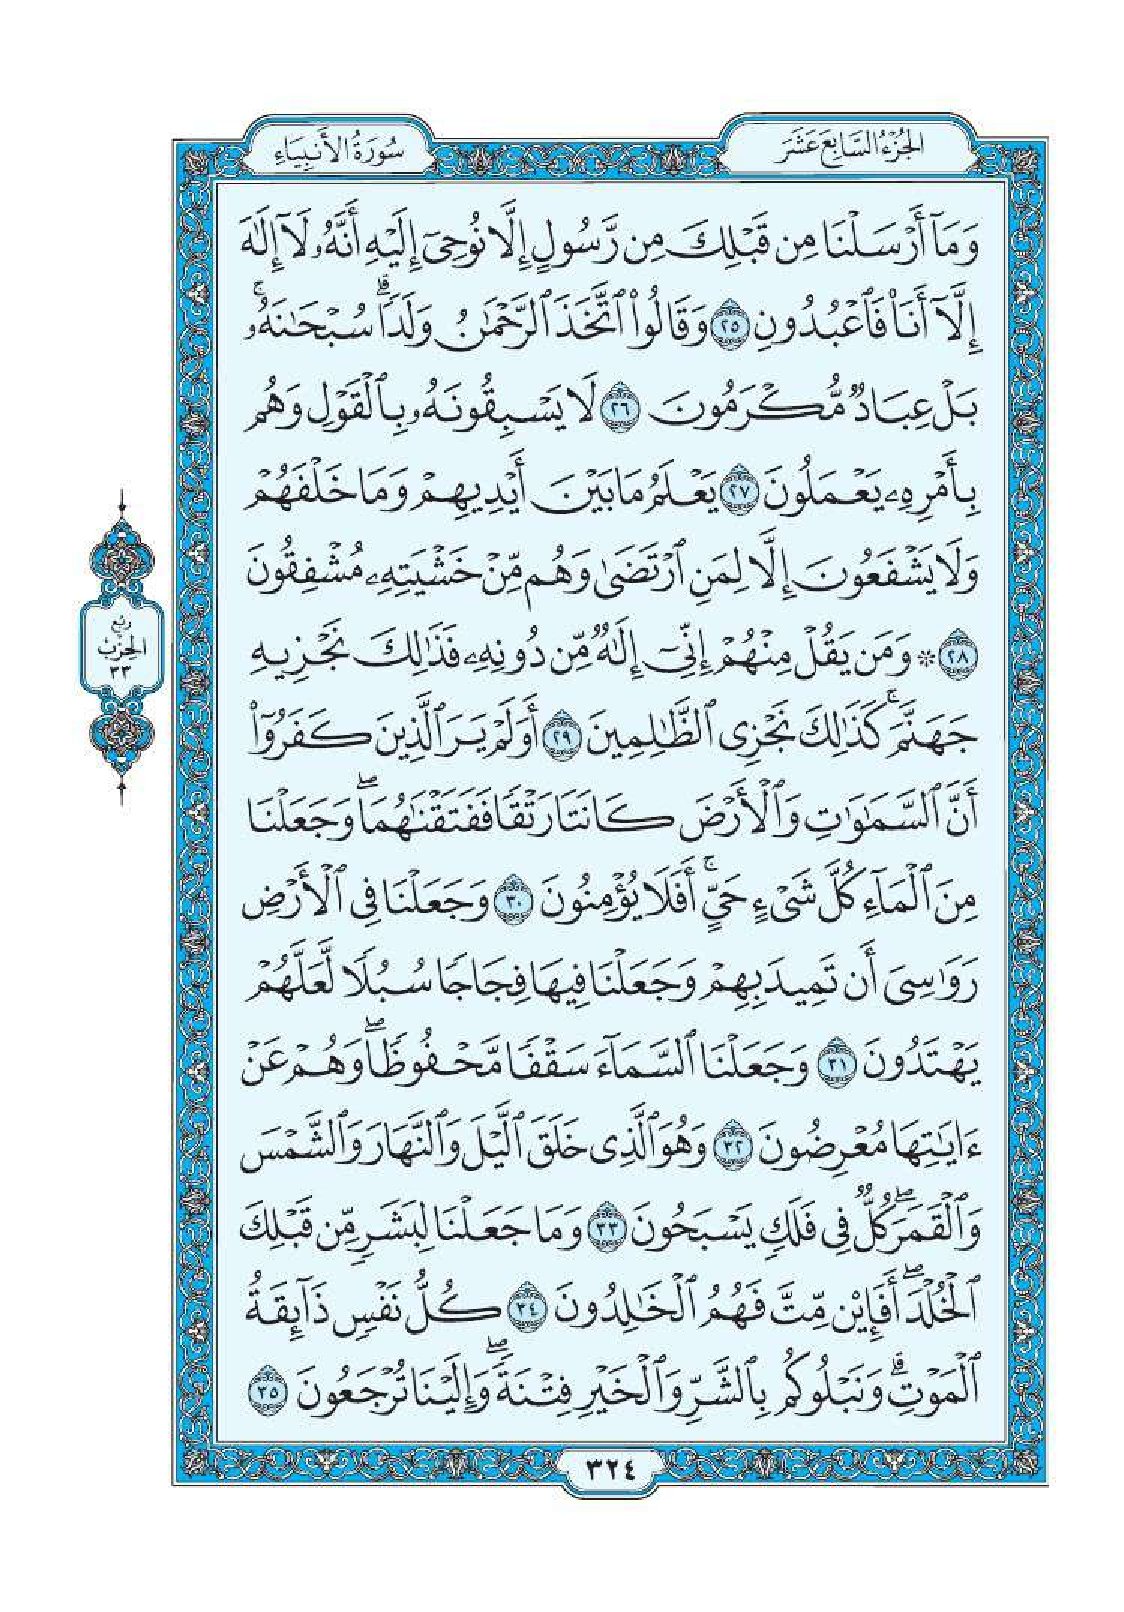 الجزء السابع عشر
سورة الأنبياء
وَمَآ أَرْسَلْنَا مِن قَبْلِكَ مِن رَّسُولٍ إِلَّا نُوحِىٓ إِلَيْهِ أَنَّهُۥ لَآ إِلَٰهَ
إِلَّآ أَنَا۠ فَٱعْبُدُونِ ٢٥ وَقَالُوا۟ ٱتَّخَذَ ٱلرَّحْمَٰنُ وَلَدًا ۗ سُبْحَٰنَهُۥ ۚ
بَلْ عِبَادٌ مُّكْرَمُونَ ٢٦ لَا يَسْبِقُونَهُۥ بِٱلْقَوْلِ وَهُم
بِأَمْرِهِۦ يَعْمَلُونَ ٢٧ يَعْلَمُ مَا بَيْنَ أَيْدِيهِمْ وَمَا خَلْفَهُمْ
وَلَا يَشْفَعُونَ إِلَّا لِمَنِ ٱرْتَضَىٰ وَهُم مِّنْ خَشْيَتِهِۦ مُشْفِقُونَ
٢٨ ۞ وَمَن يَقُلْ مِنْهُمْ إِنِّىٓ إِلَٰهٌ مِّن دُونِهِۦ فَذَٰلِكَ نَجْزِيهِ
جَهَنَّمَ ۚ كَذَٰلِكَ نَجْزِى ٱلظَّٰلِمِينَ ٢٩ أَوَلَمْ يَرَ ٱلَّذِينَ كَفَرُوٓا۟
أَنَّ ٱلسَّمَٰوَٰتِ وَٱلْأَرْضَ كَانَتَا رَتْقًا فَفَتَقْنَٰهُمَا ۖ وَجَعَلْنَا
مِنَ ٱلْمَآءِ كُلَّ شَىْءٍ حَىٍّ ۚ أَفَلَا يُؤْمِنُونَ ٣٠ وَجَعَلْنَا فِى ٱلْأَرْضِ
رَوَٰسِىَ أَن تَمِيدَ بِهِمْ وَجَعَلْنَا فِيهَا فِجَاجًا سُبُلًا لَّعَلَّهُمْ
يَهْتَدُونَ ٣١ وَجَعَلْنَا ٱلسَّمَآءَ سَقْفًا مَّحْفُوظًا ۖ وَهُمْ عَنْ
ءَايَٰتِهَا مُعْرِضُونَ ٣٢ وَهُوَ ٱلَّذِى خَلَقَ ٱلَّيْلَ وَٱلنَّهَارَ وَٱلشَّمْسَ
وَٱلْقَمَرَ ۖ كُلٌّ فِى فَلَكٍ يَسْبَحُونَ ٣٣ وَمَا جَعَلْنَا لِبَشَرٍ مِّن قَبْلِكَ
ٱلْخُلْدَ ۖ أَفَإِي۟ن مِّتَّ فَهُمُ ٱلْخَٰلِدُونَ ٣٤ كُلُّ نَفْسٍ ذَآئِقَةُ
ٱلْمَوْتِ ۗ وَنَبْلُوكُم بِٱلشَّرِّ وَٱلْخَيْرِ فِتْنَةً ۖ وَإِلَيْنَا تُرْجَعُونَ ٣٥
ربع
الحزب
٣٣
٣٢٤